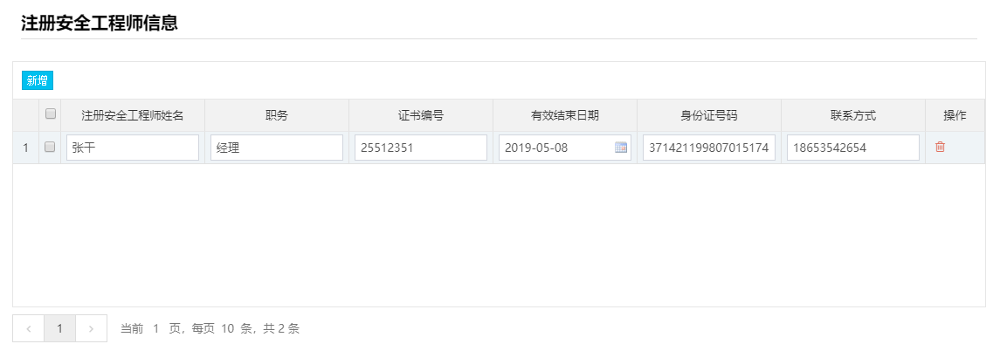 注册安全工程师信息
新增
注册安全工程师姓名 职务 证书编号 有效结束日期 身份证号码 联系方式 操作
1 张干 经理 25512351 2019-05-08 371421199807015174 18653542654
< 1 > 当前 1 页，每页 10 条，共 2 条